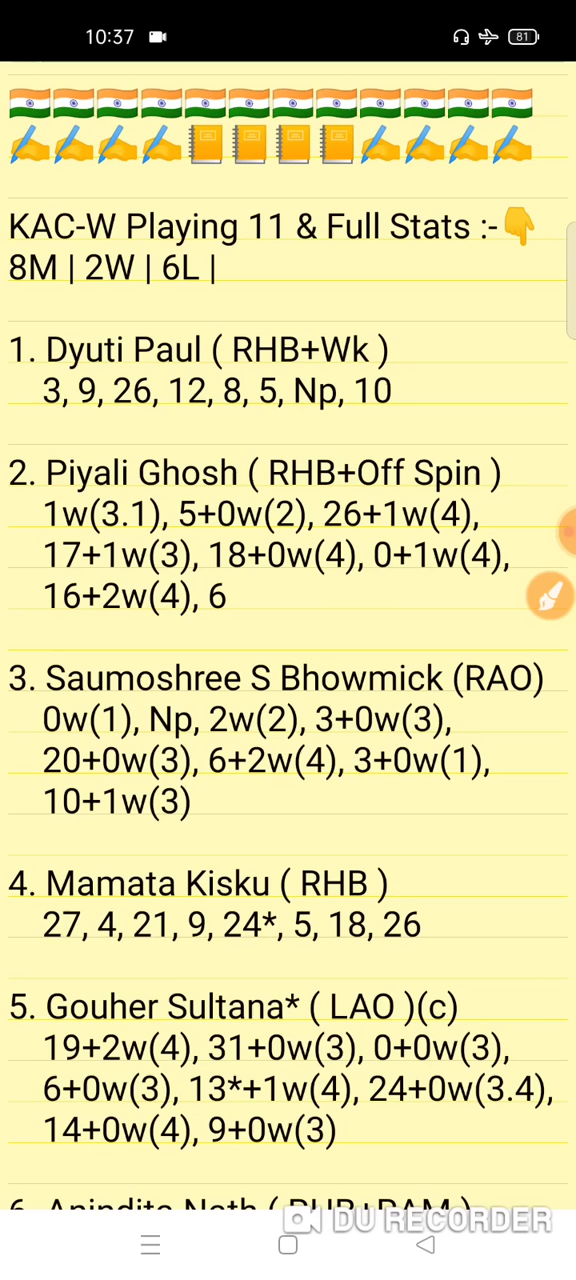 10:37
81
KAC-W Playing 11 & Full Stats :-👇
8M | 2W | 6L |
1. Dyuti Paul ( RHB+Wk )
3, 9, 26, 12, 8, 5, Np, 10
2. Piyali Ghosh ( RHB+Off Spin )
1w(3.1), 5+0w(2), 26+1w(4),
17+1w(3), 18+0w(4), 0+1w(4),
16+2w(4), 6
3. Saumoshree S Bhowmick (RAO)
0w(1), Np, 2w(2), 3+0w(3),
20+0w(3), 6+2w(4), 3+0w(1),
10+1w(3)
4. Mamata Kisku ( RHB )
27, 4, 21, 9, 24*, 5, 18, 26
5. Gouher Sultana* ( LAO )(c)
19+2w(4), 31+0w(3), 0+0w(3),
6+0w(3), 13*+1w(4), 24+0w(3.4),
14+0w(4), 9+0w(3)
6. Anindita Nath ( RHB+RAM )
DU RECORDER